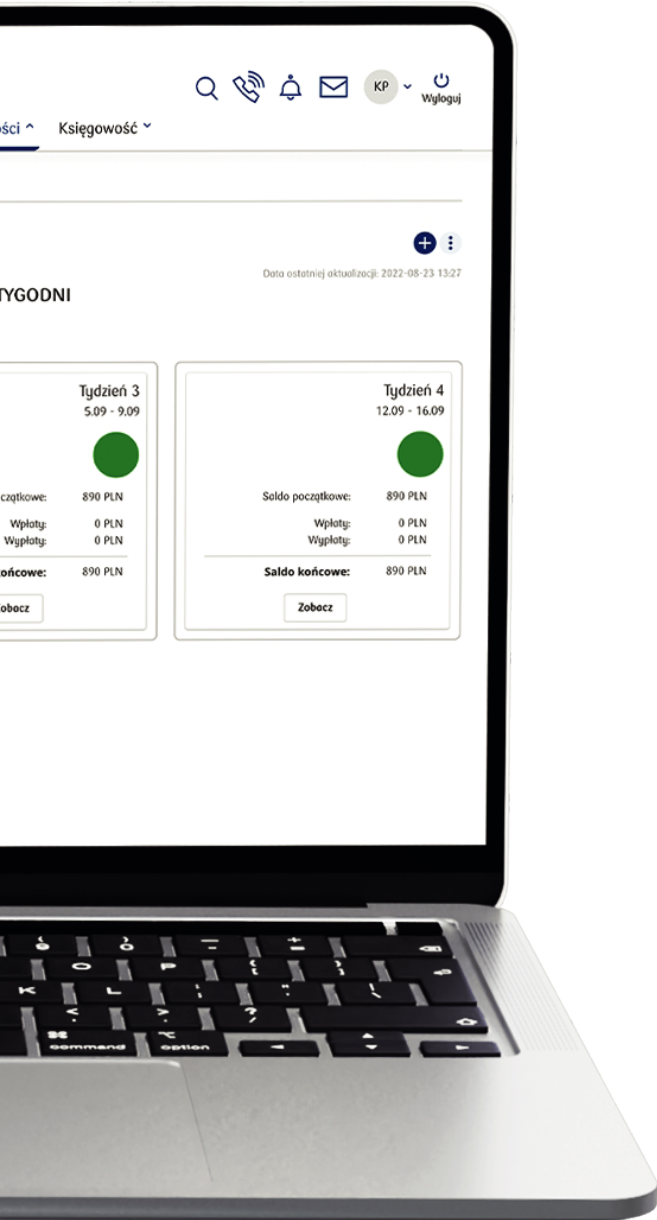 KP
Wyloguj
Księgowość
Data ostatniej aktualizacji: 2022-08-23 13:27
Tydzień 3
5.09 - 9.09
890 PLN
Wpłaty: 0 PLN
Wypłaty: 0 PLN
890 PLN
Tydzień 4
12.09 - 16.09
Saldo początkowe: 890 PLN
Wpłaty: 0 PLN
Wypłaty: 0 PLN
Saldo końcowe: 890 PLN
Zobacz
O P { }
K L : "
< > ?
⌘ ⌥
command option